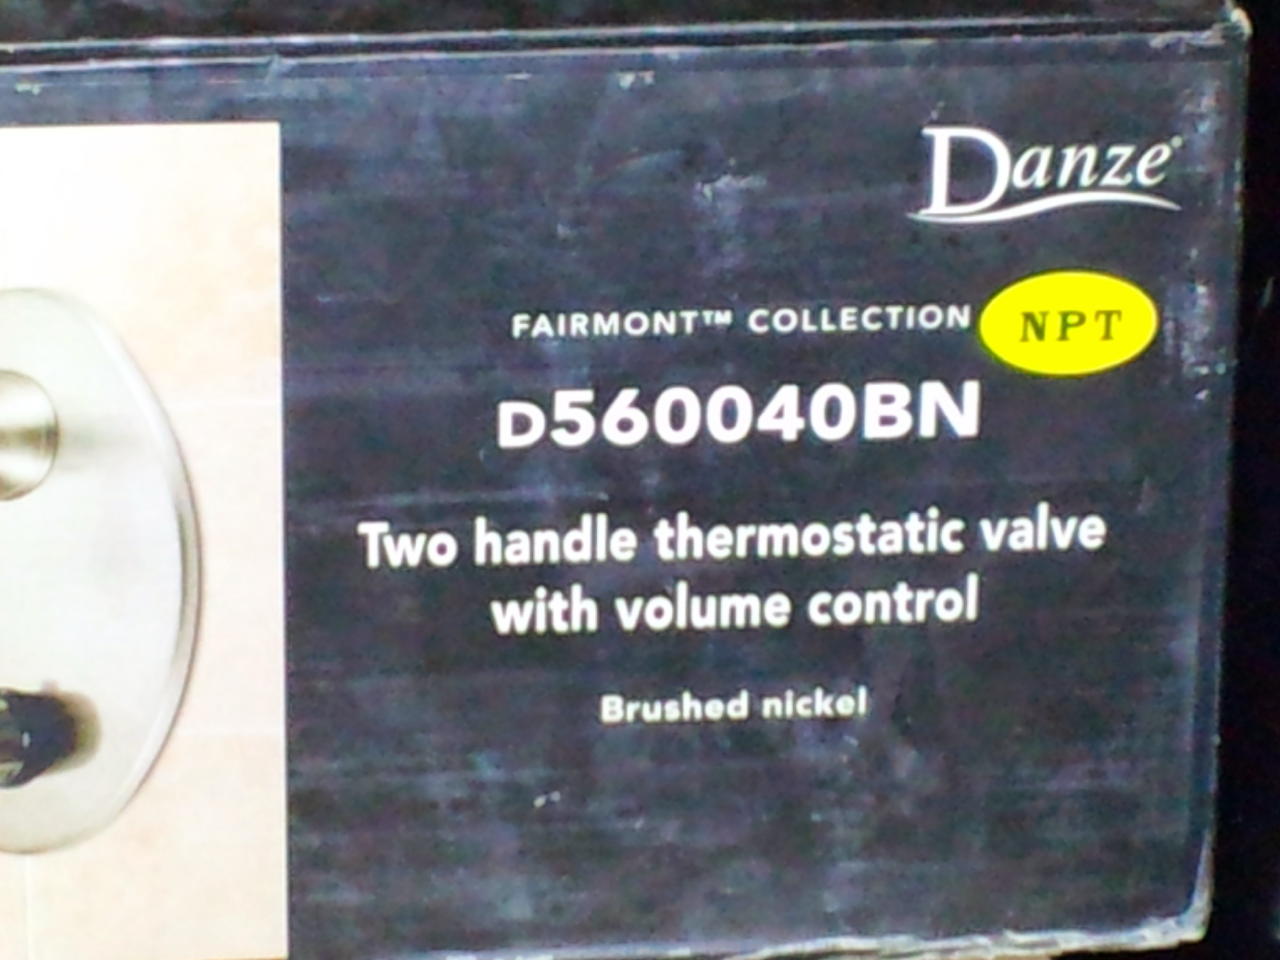 Danze®
FAIRMONT™ COLLECTION
NPT
D560040BN
Two handle thermostatic valve
with volume control
Brushed nickel